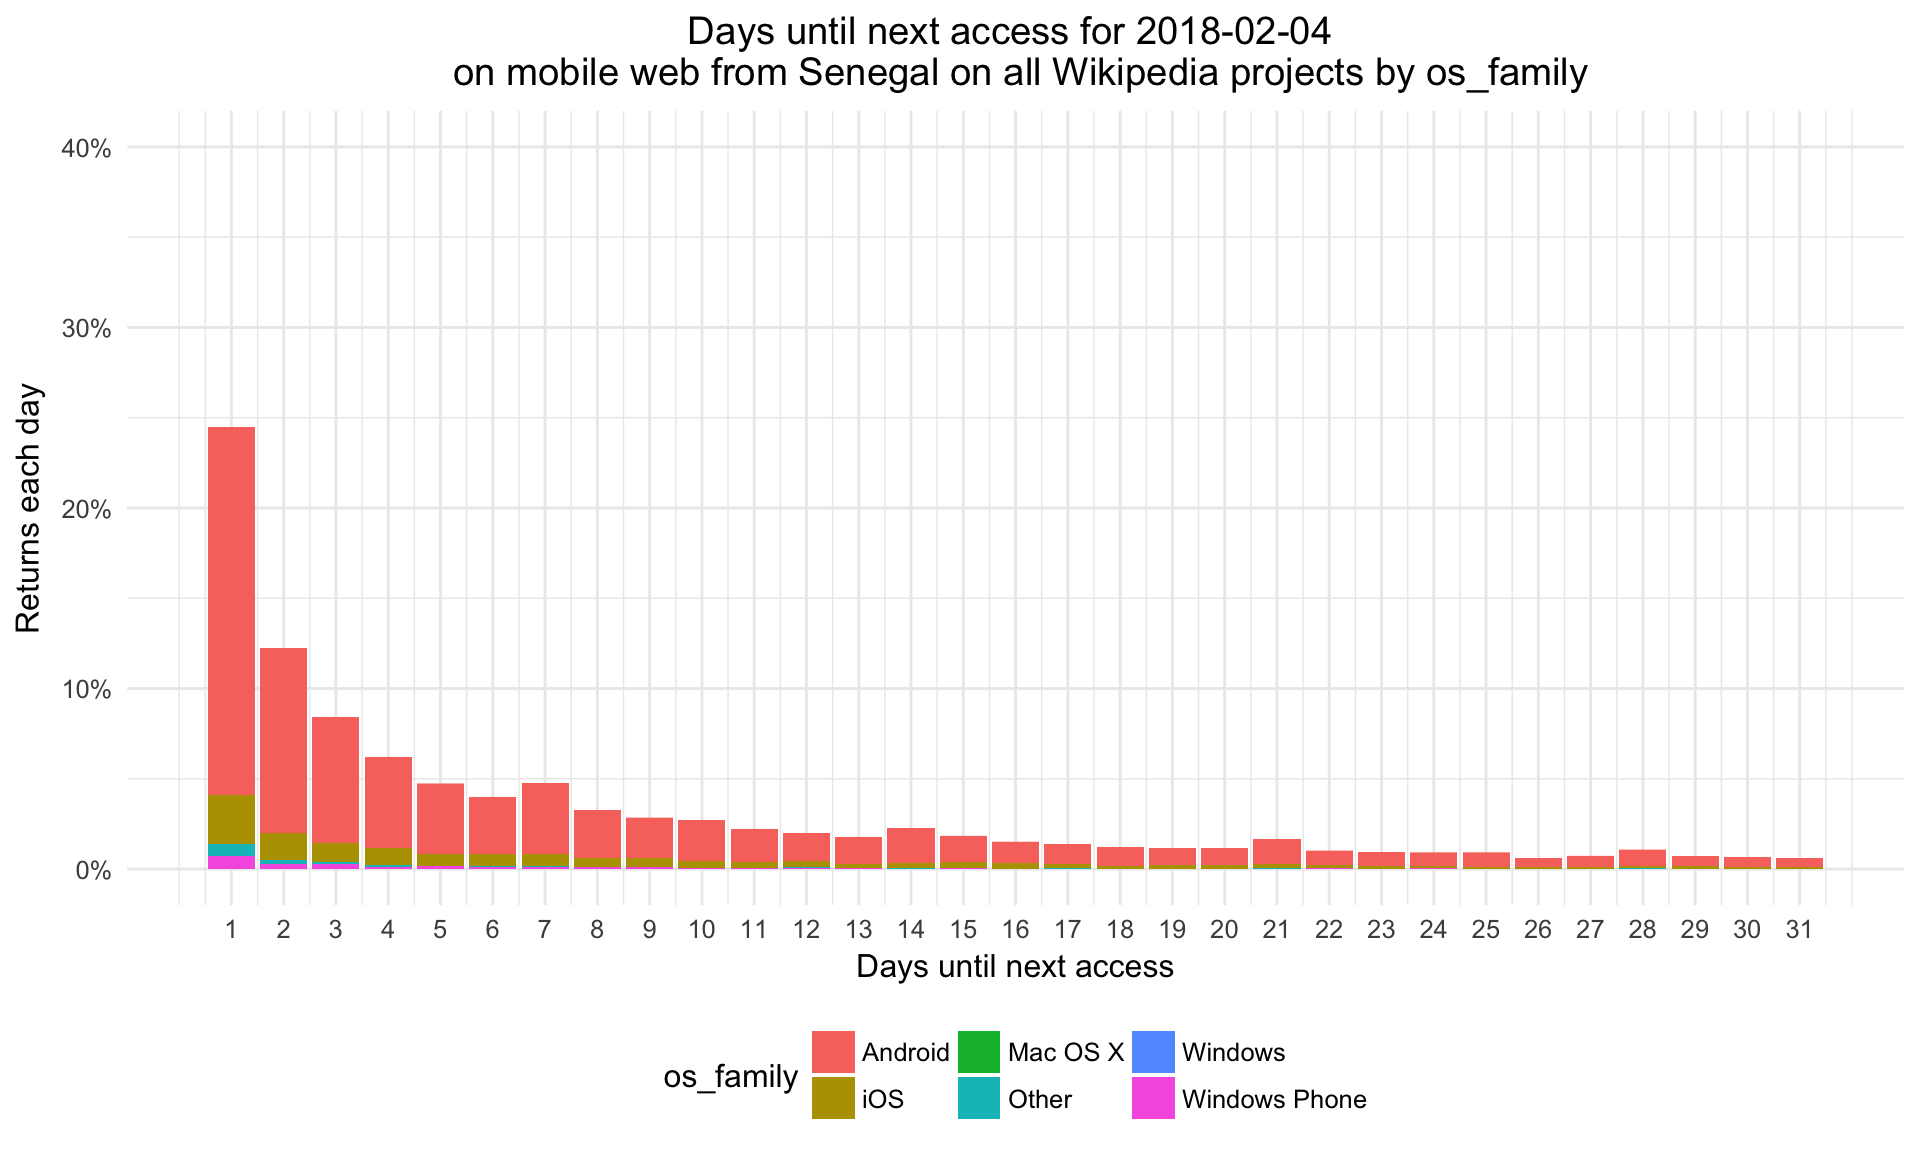 Days until next access for 2018-02-04
on mobile web from Senegal on all Wikipedia projects by os_family
Returns each day
40%
30%
20%
10%
0%
1 2 3 4 5 6 7 8 9 10 11 12 13 14 15 16 17 18 19 20 21 22 23 24 25 26 27 28 29 30 31
Days until next access
os_family
Android Mac OS X Windows
iOS Other Windows Phone